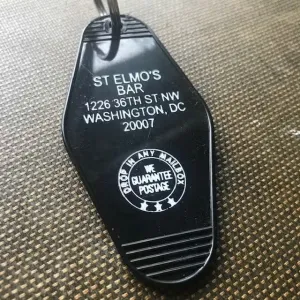 ST ELMO'S
BAR
1226 36TH ST NW
WASHINGTON, DC
20007
DROP IN ANY MAILBOX
WE
GUARANTEE
POSTAGE